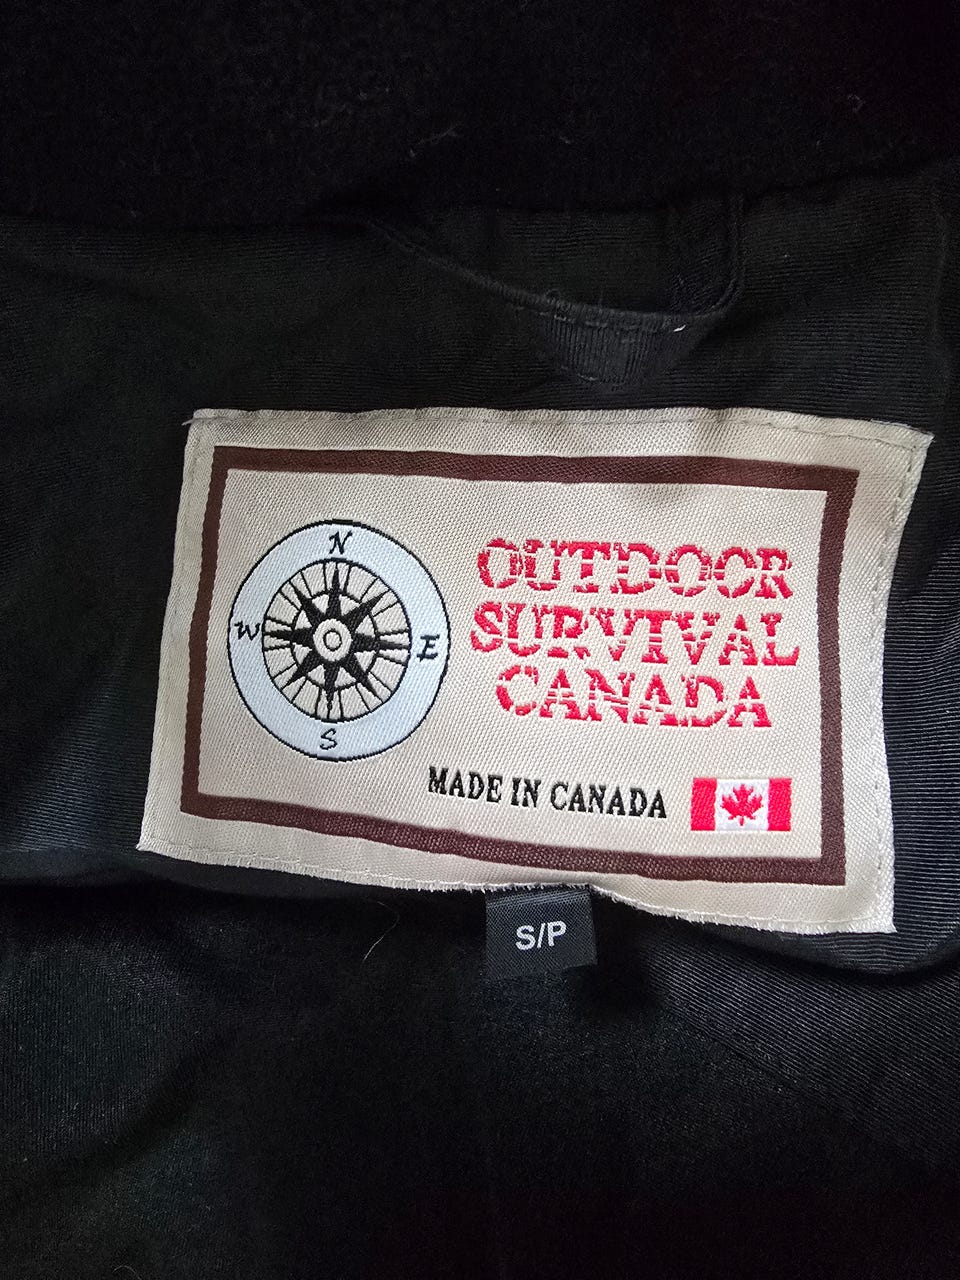 N
W
E
S
OUTDOOR
SURVIVAL
CANADA
MADE IN CANADA
S/P